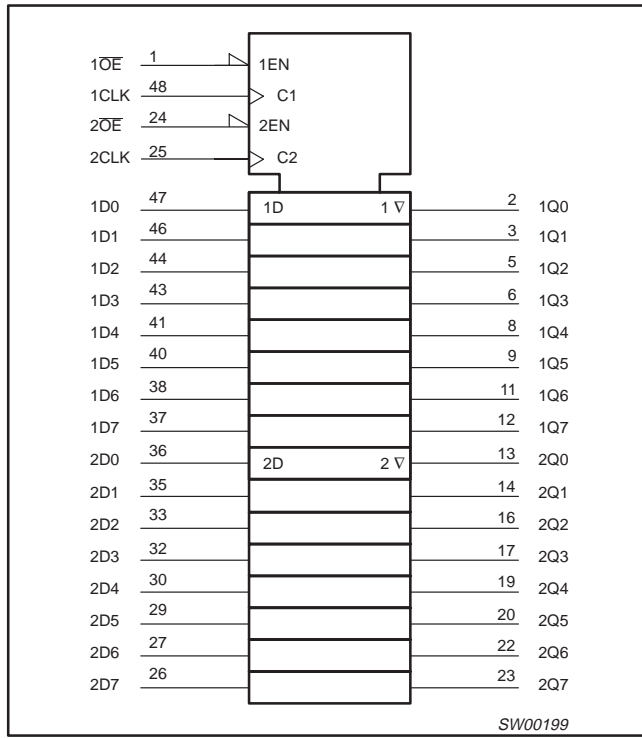 1O̅E̅ 1 1EN
1CLK 48 C1
2O̅E̅ 24 2EN
2CLK 25 C2
1D0 47 1D 1 ∇ 2 1Q0
1D1 46 3 1Q1
1D2 44 5 1Q2
1D3 43 6 1Q3
1D4 41 8 1Q4
1D5 40 9 1Q5
1D6 38 11 1Q6
1D7 37 12 1Q7
2D0 36 2D 2 ∇ 13 2Q0
2D1 35 14 2Q1
2D2 33 16 2Q2
2D3 32 17 2Q3
2D4 30 19 2Q4
2D5 29 20 2Q5
2D6 27 22 2Q6
2D7 26 23 2Q7
SW00199